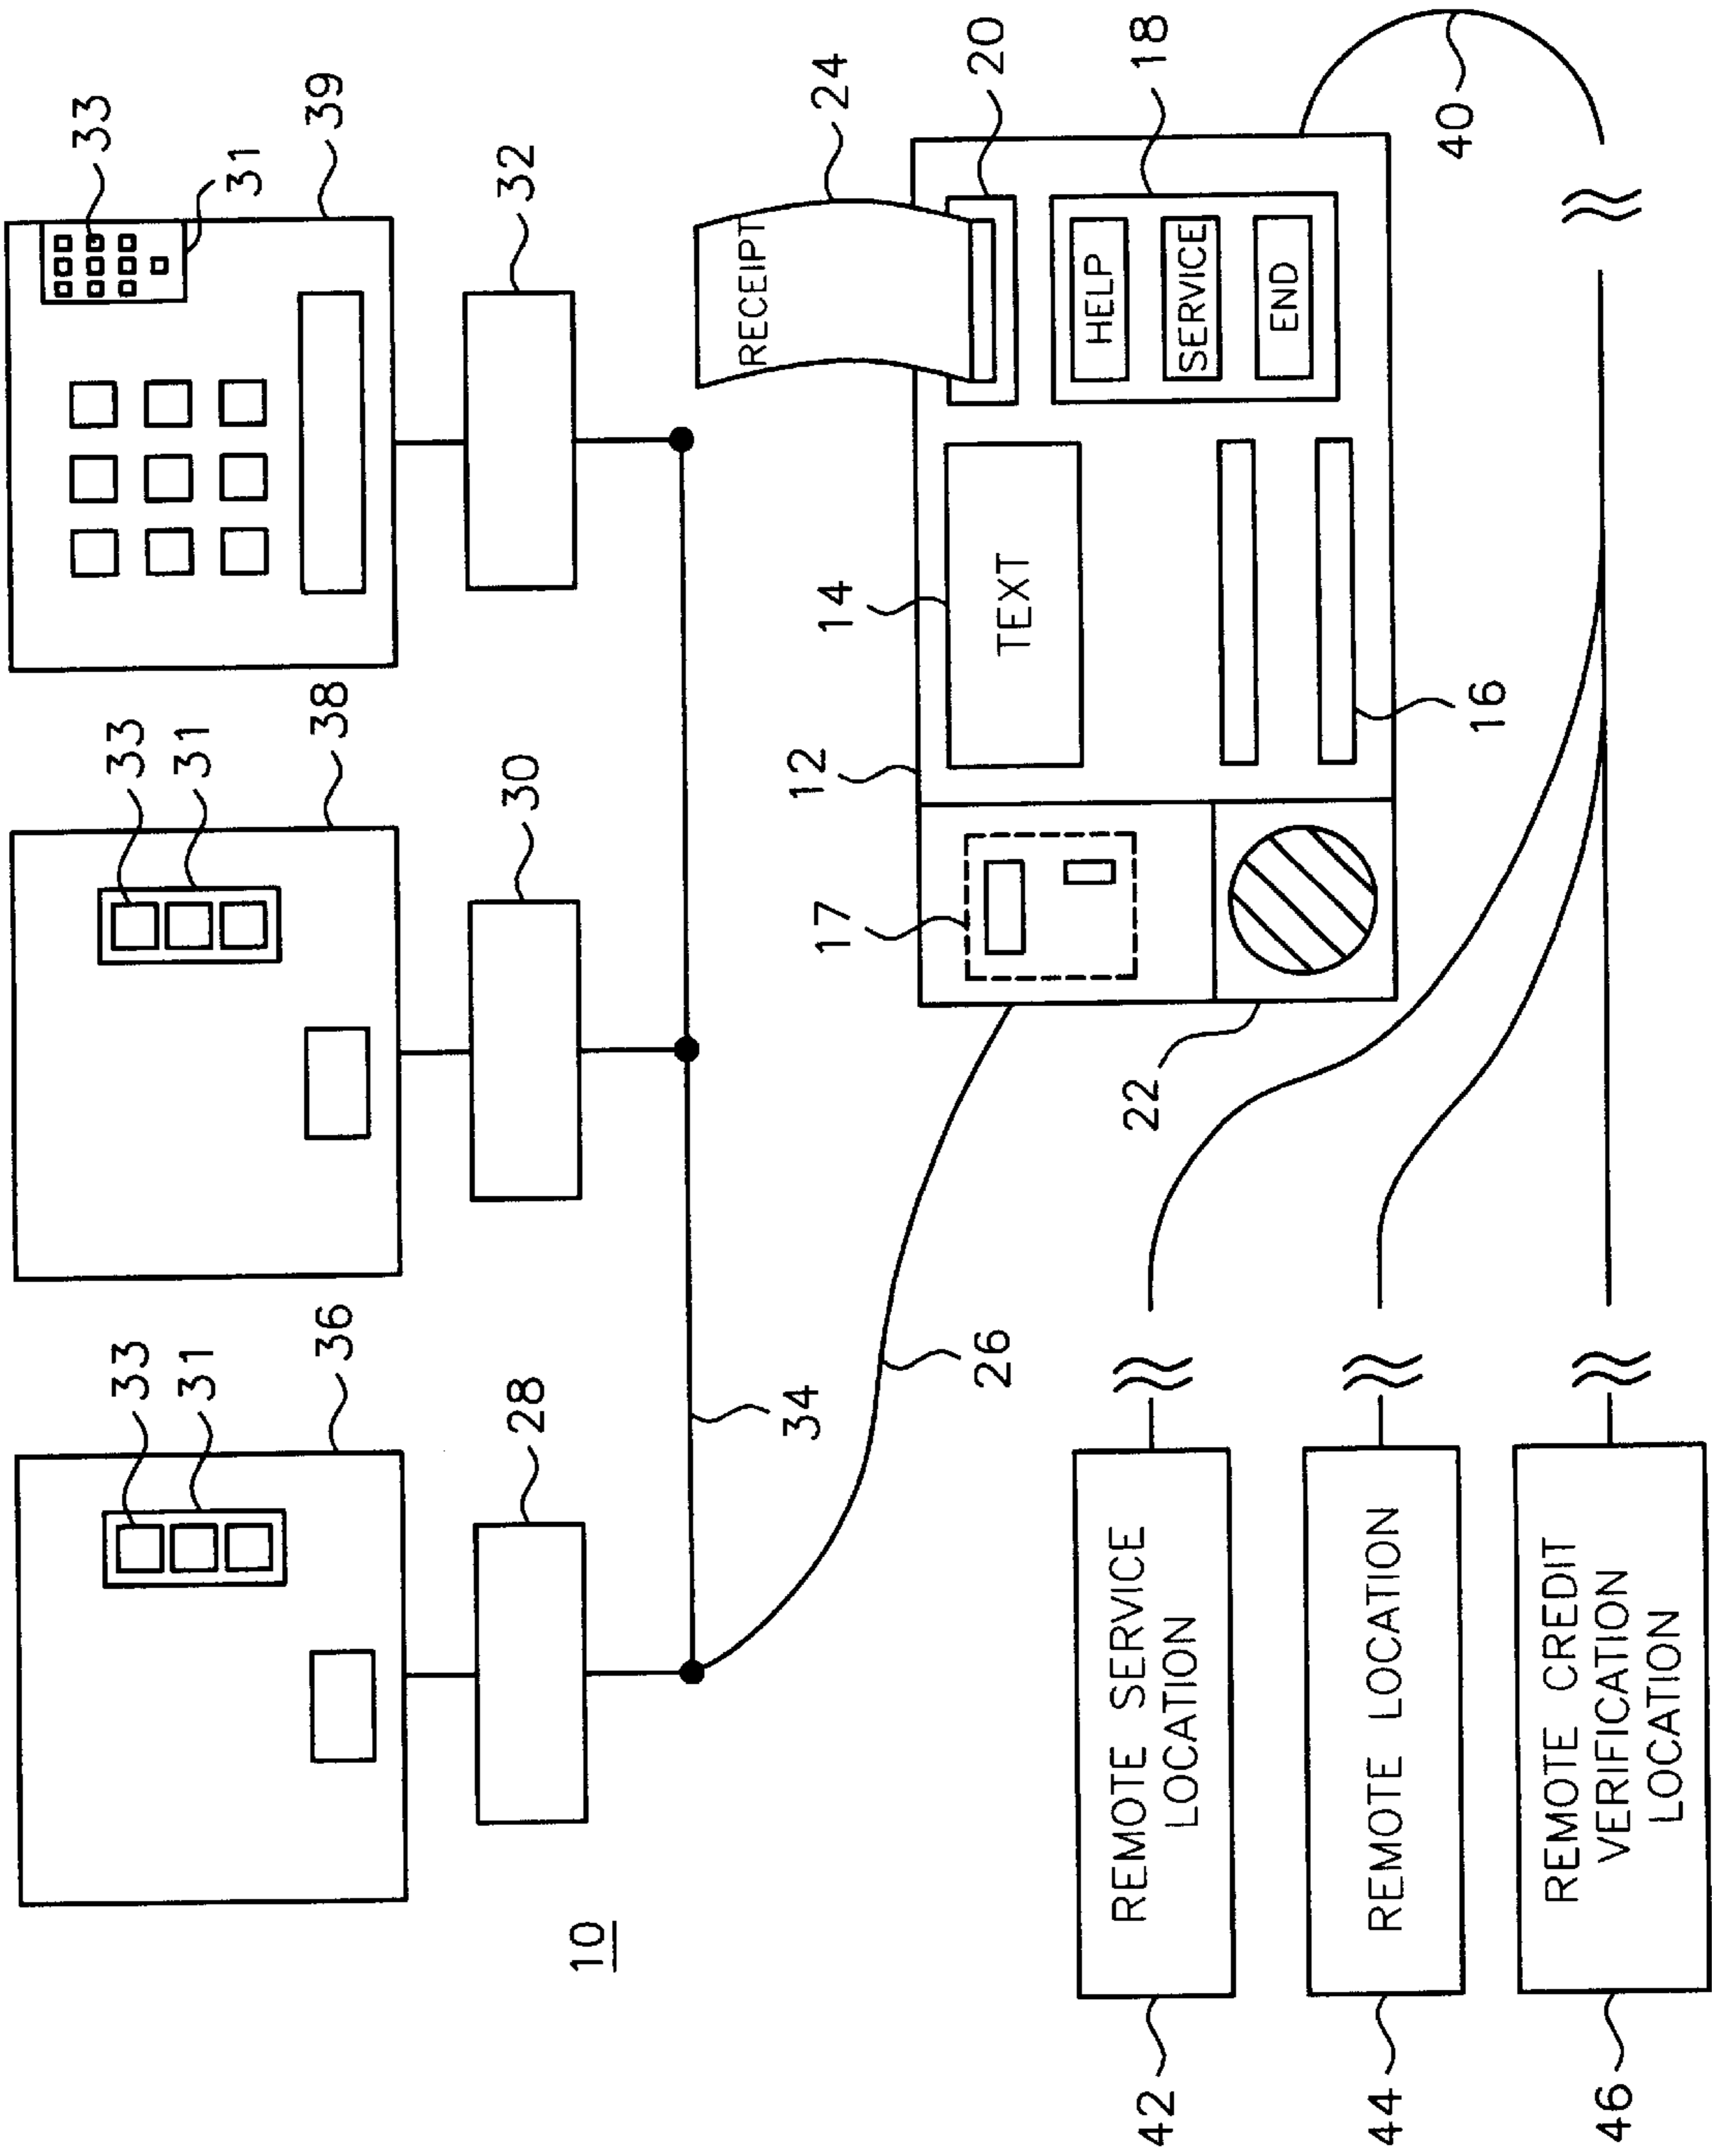 10
33
31
36
33
31
38
33
31
39
28
30
32
34
26
12
14
TEXT
16
17
22
RECEIPT
24
20
18
HELP
SERVICE
END
40
42
REMOTE SERVICE
LOCATION
44
REMOTE LOCATION
46
REMOTE CREDIT
VERIFICATION
LOCATION